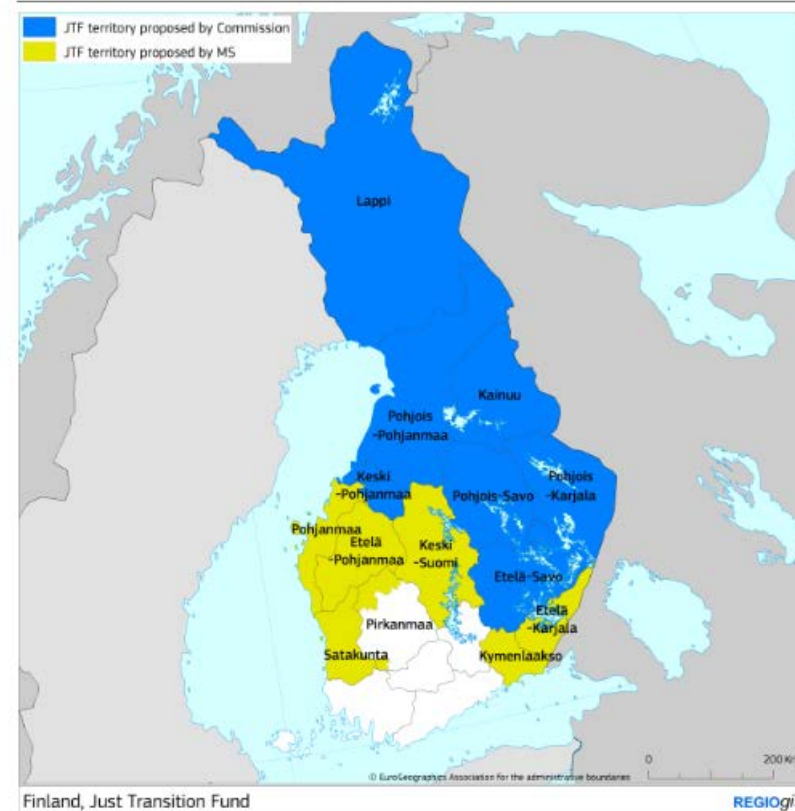 JTF territory proposed by Commission
JTF territory proposed by MS
Lappi
Kainuu
Pohjois
-Pohjanmaa
Keski
-Pohjanmaa
Pohjois-Savo
Pohjois
-Karjala
Pohjanmaa
Etelä
-Pohjanmaa
Keski
-Suomi
Etelä-Savo
Etelä
-Karjala
Pirkanmaa
Satakunta
Kymenlaakso
0
200 Km
© EuroGeographics Association for the administrative boundaries
Finland, Just Transition Fund
REGIOgi